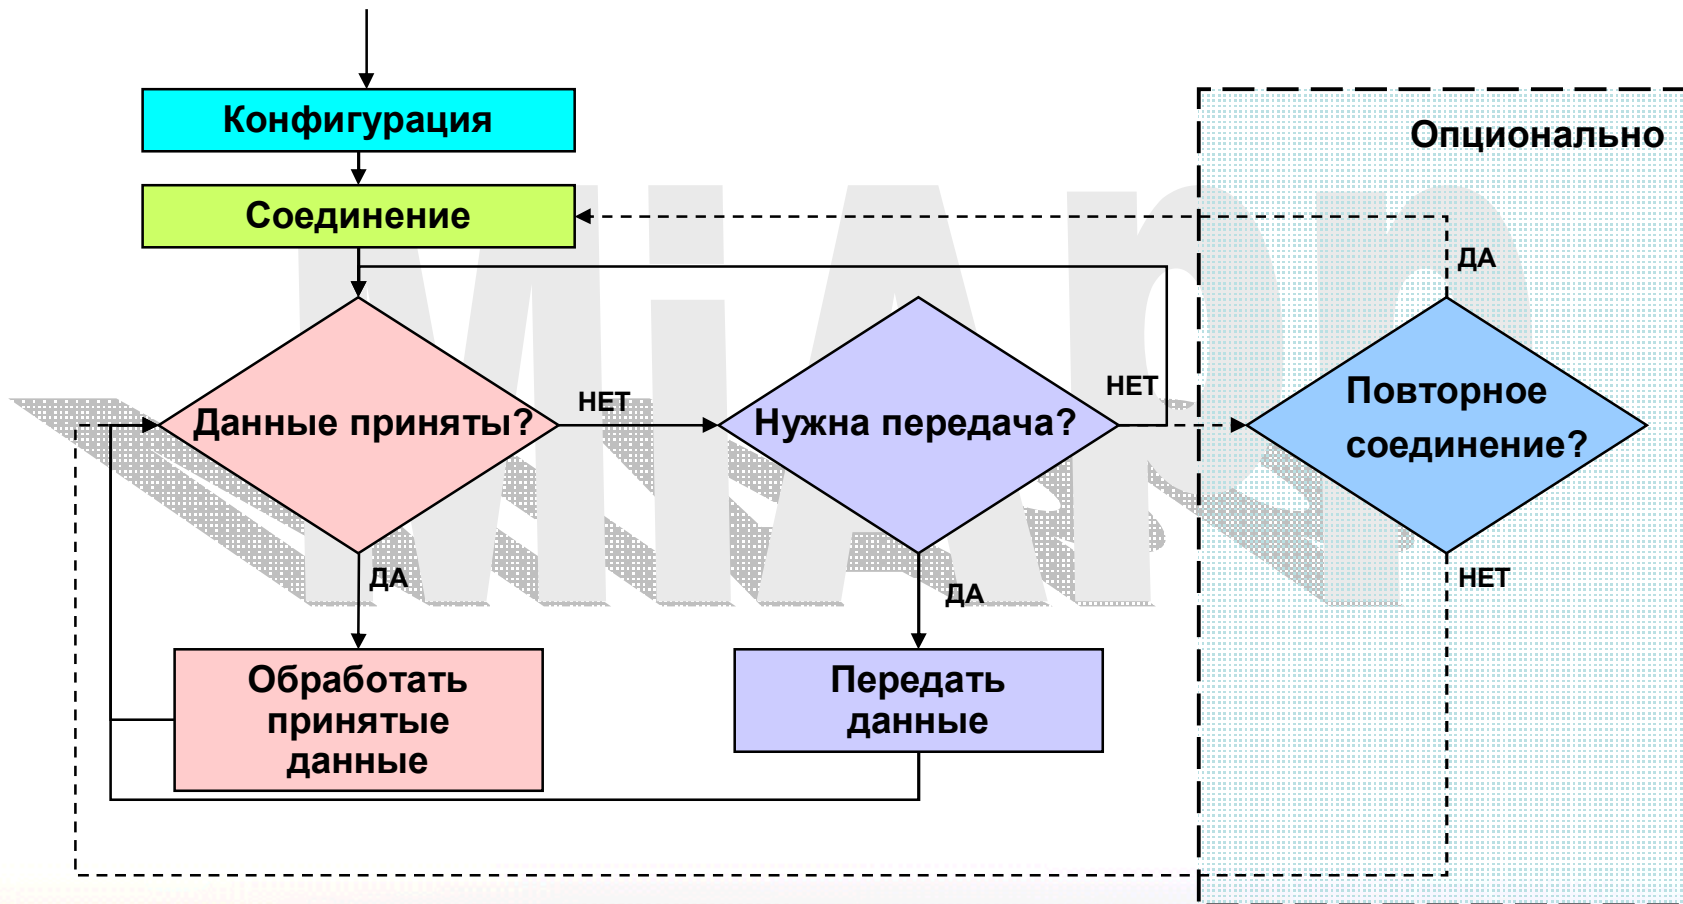 Конфигурация
Опционально
Соединение
ДА
MiApp
Данные приняты?
НЕТ
Нужна передача?
НЕТ
Повторное
соединение?
ДА
ДА
НЕТ
Обработать
принятые
данные
Передать
данные